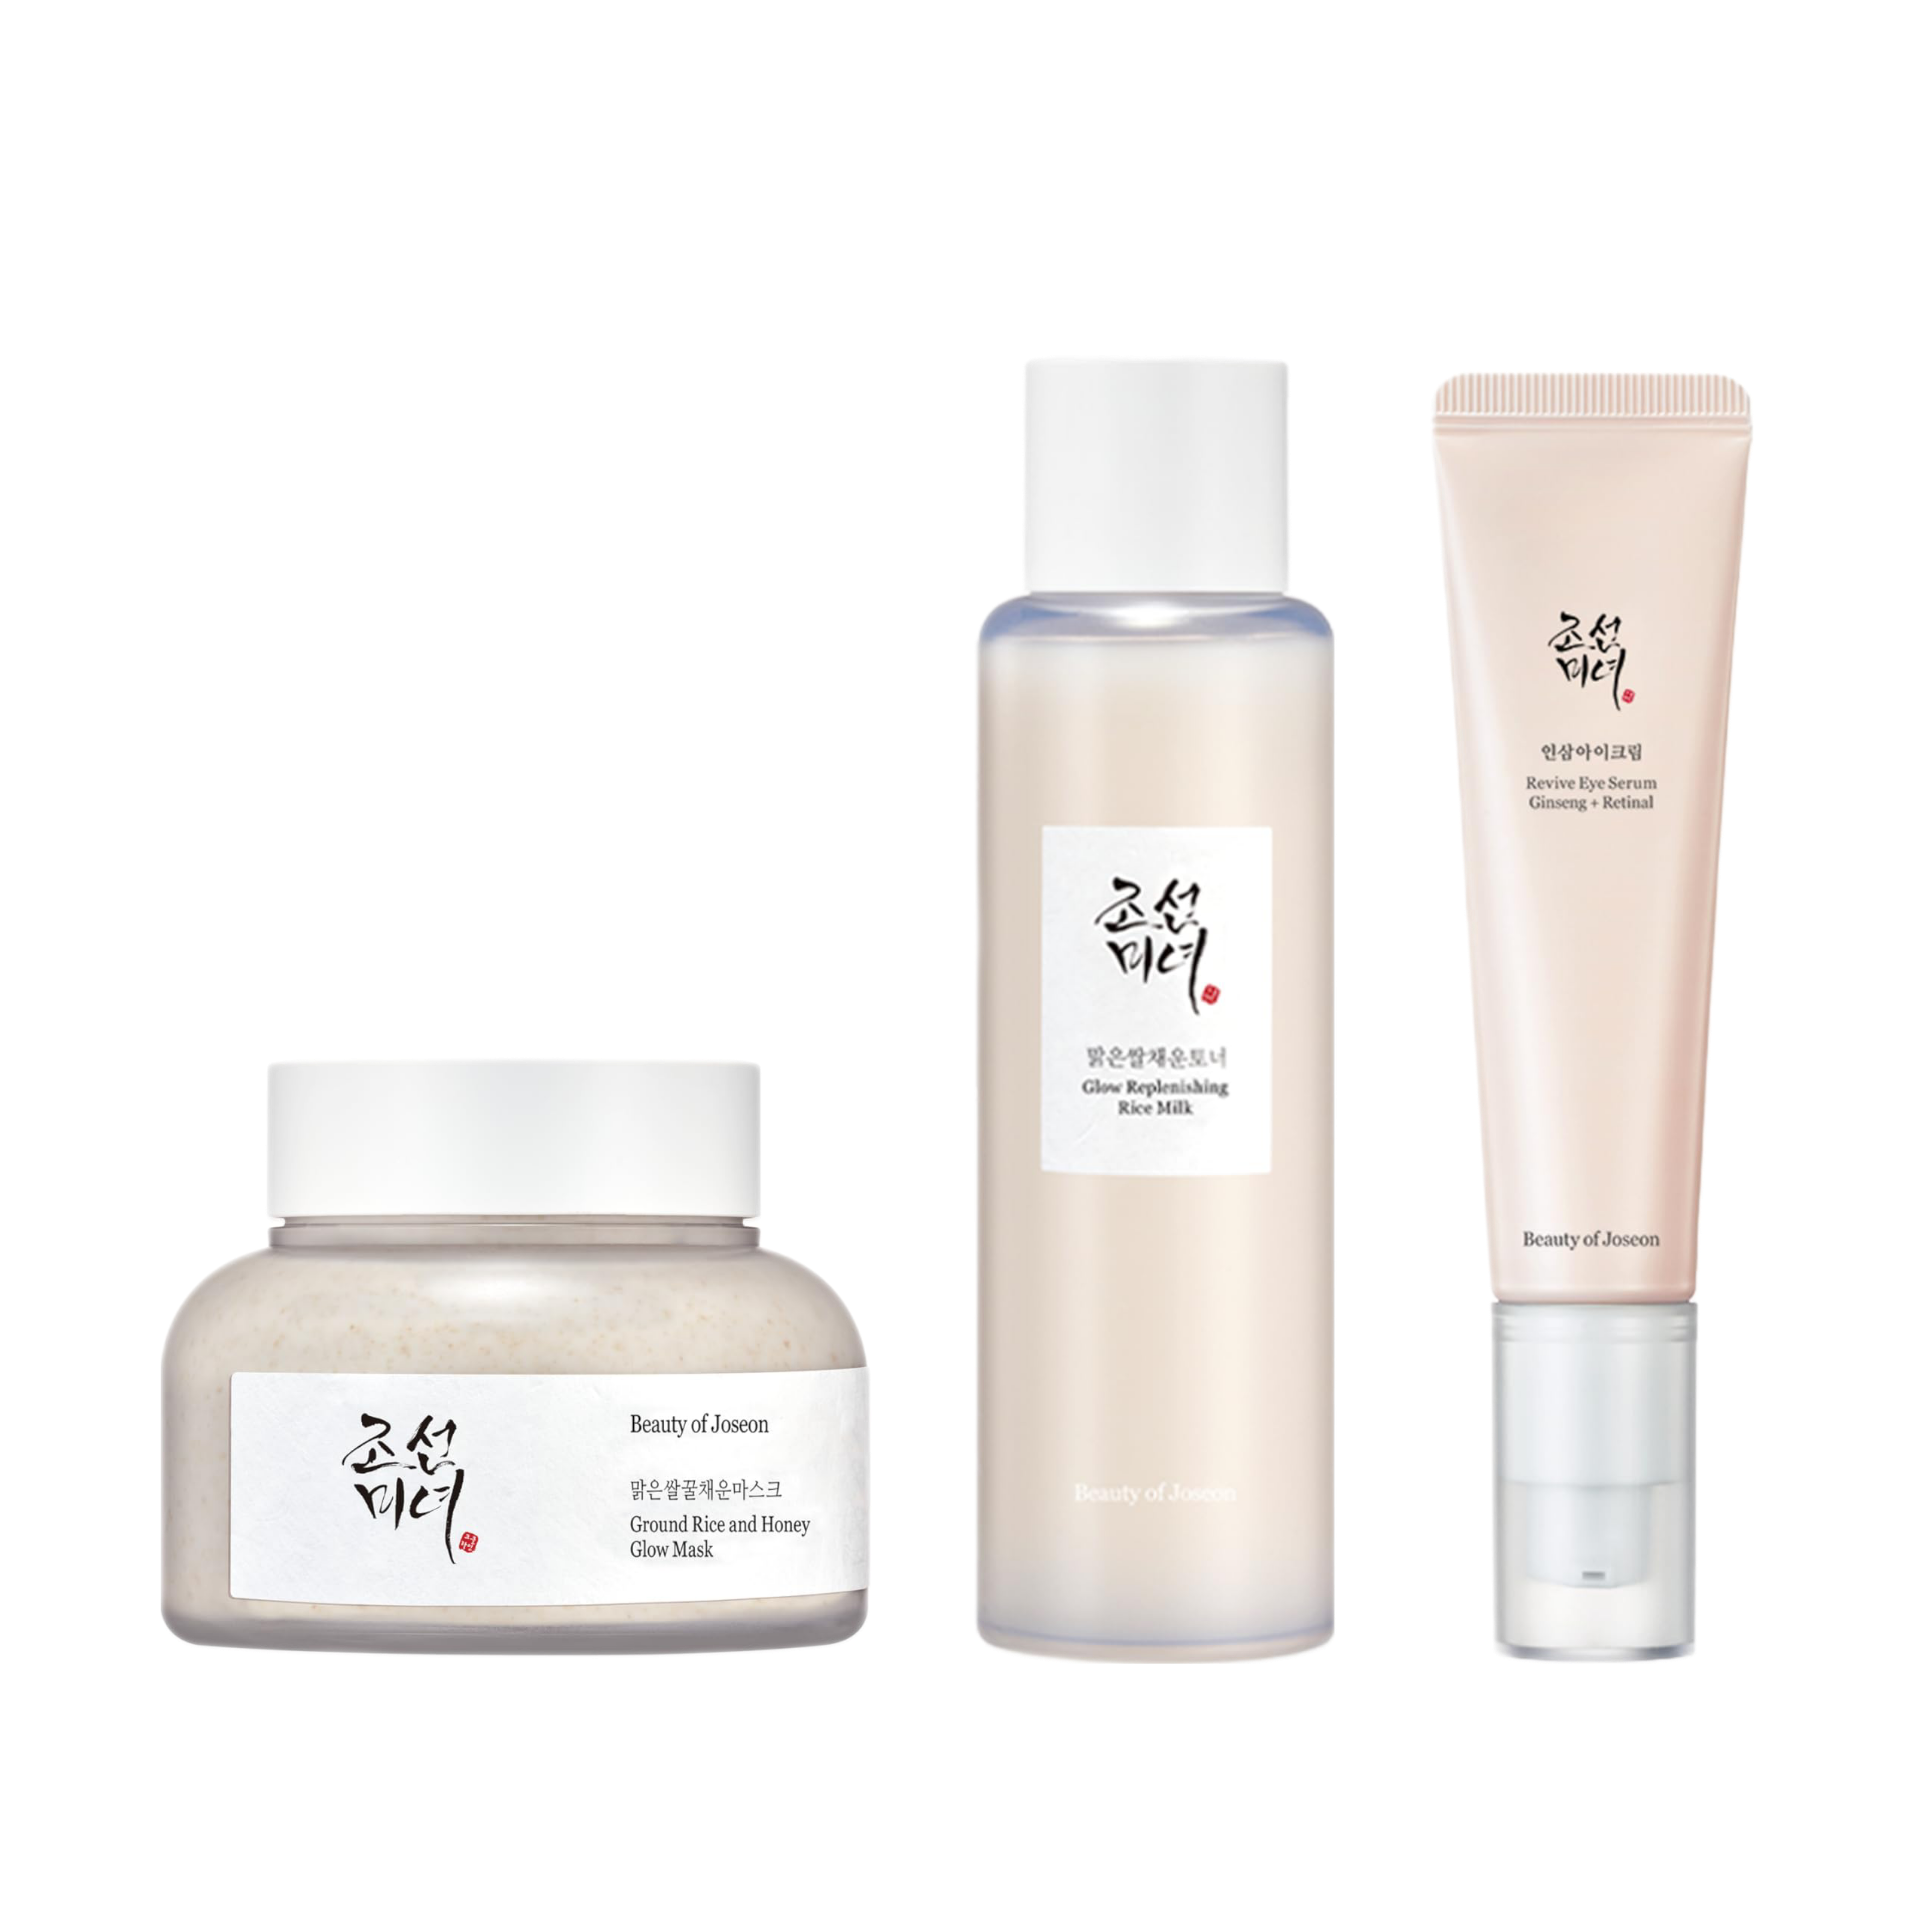 조선
미녀
Beauty of Joseon
맑은쌀꿀채운마스크
Ground Rice and Honey
Glow Mask
조선
미녀
맑은쌀채운토너
Glow Replenishing
Rice Milk
Beauty of Joseon
조선
미녀
인삼아이크림
Revive Eye Serum
Ginseng + Retinal
Beauty of Joseon